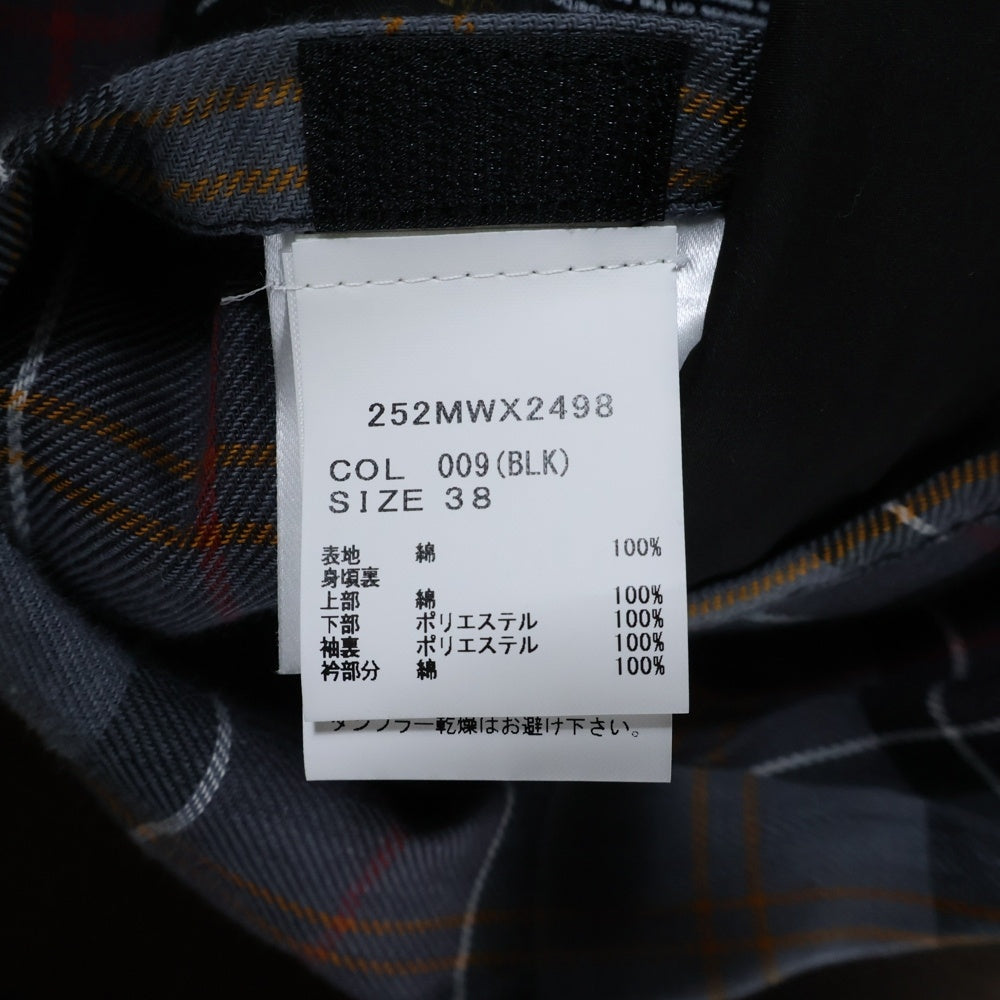 252MWX2498
COL 009(BLK)
SIZE 38
表地 綿 100%
身頃裏
上部 綿 100%
下部 ポリエステル 100%
袖裏 ポリエステル 100%
衿部分 綿 100%
タンブラー乾燥はお避け下さい。